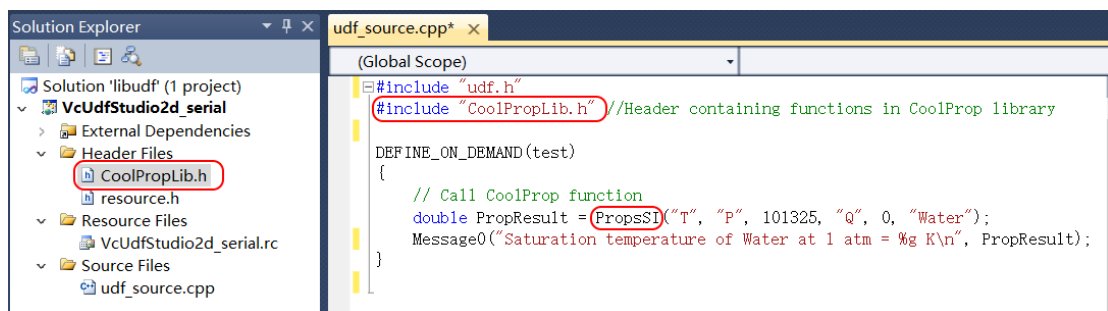 Solution Explorer
Solution 'libudf' (1 project)
VcUdfStudio2d_serial
External Dependencies
Header Files
CoolPropLib.h
resource.h
Resource Files
VcUdfStudio2d_serial.rc
Source Files
udf_source.cpp
udf_source.cpp*
(Global Scope)
#include "udf.h"
#include "CoolPropLib.h" //Header containing functions in CoolProp library
DEFINE_ON_DEMAND(test)
{
// Call CoolProp function
double PropResult = PropsSI("T", "P", 101325, "Q", 0, "Water");
Message0("Saturation temperature of Water at 1 atm = %g K\n", PropResult);
}